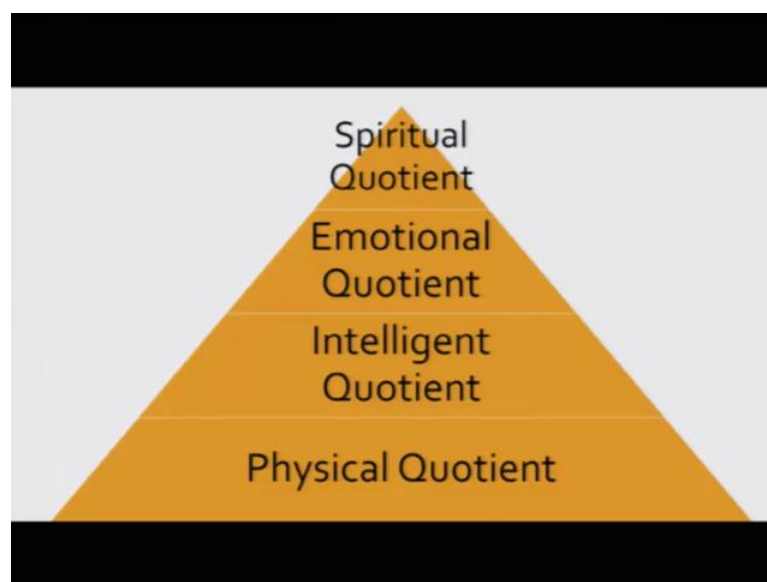 Spiritual
Quotient
Emotional
Quotient
Intelligent
Quotient
Physical Quotient